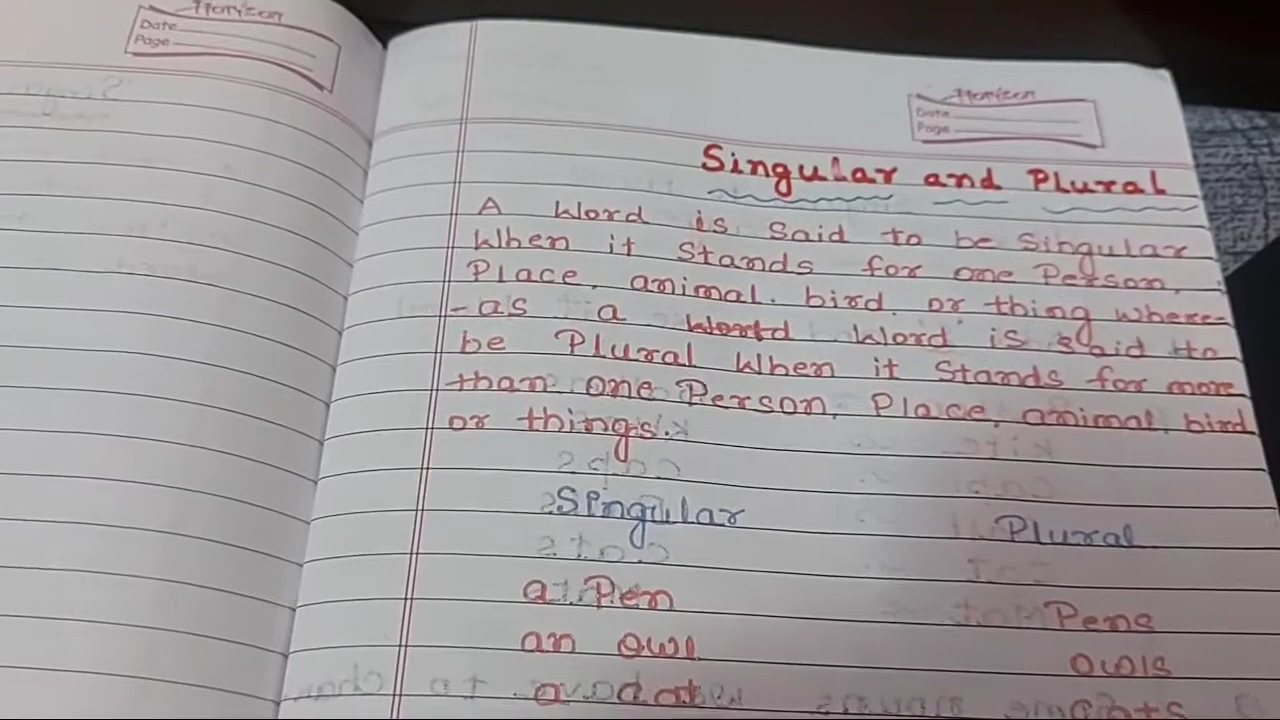 Horizon
Date
Page
Horizon
Date
Page
Singular and Plural
A Word is said to be Singular
When it Stands for one Person,
Place, animal, bird, or thing where-
-as a Word is said to
be Plural When it Stands for more
than one Person, Place, animal, bird
or things.
Singular Plural
a Pen Pens
an owl owls
a